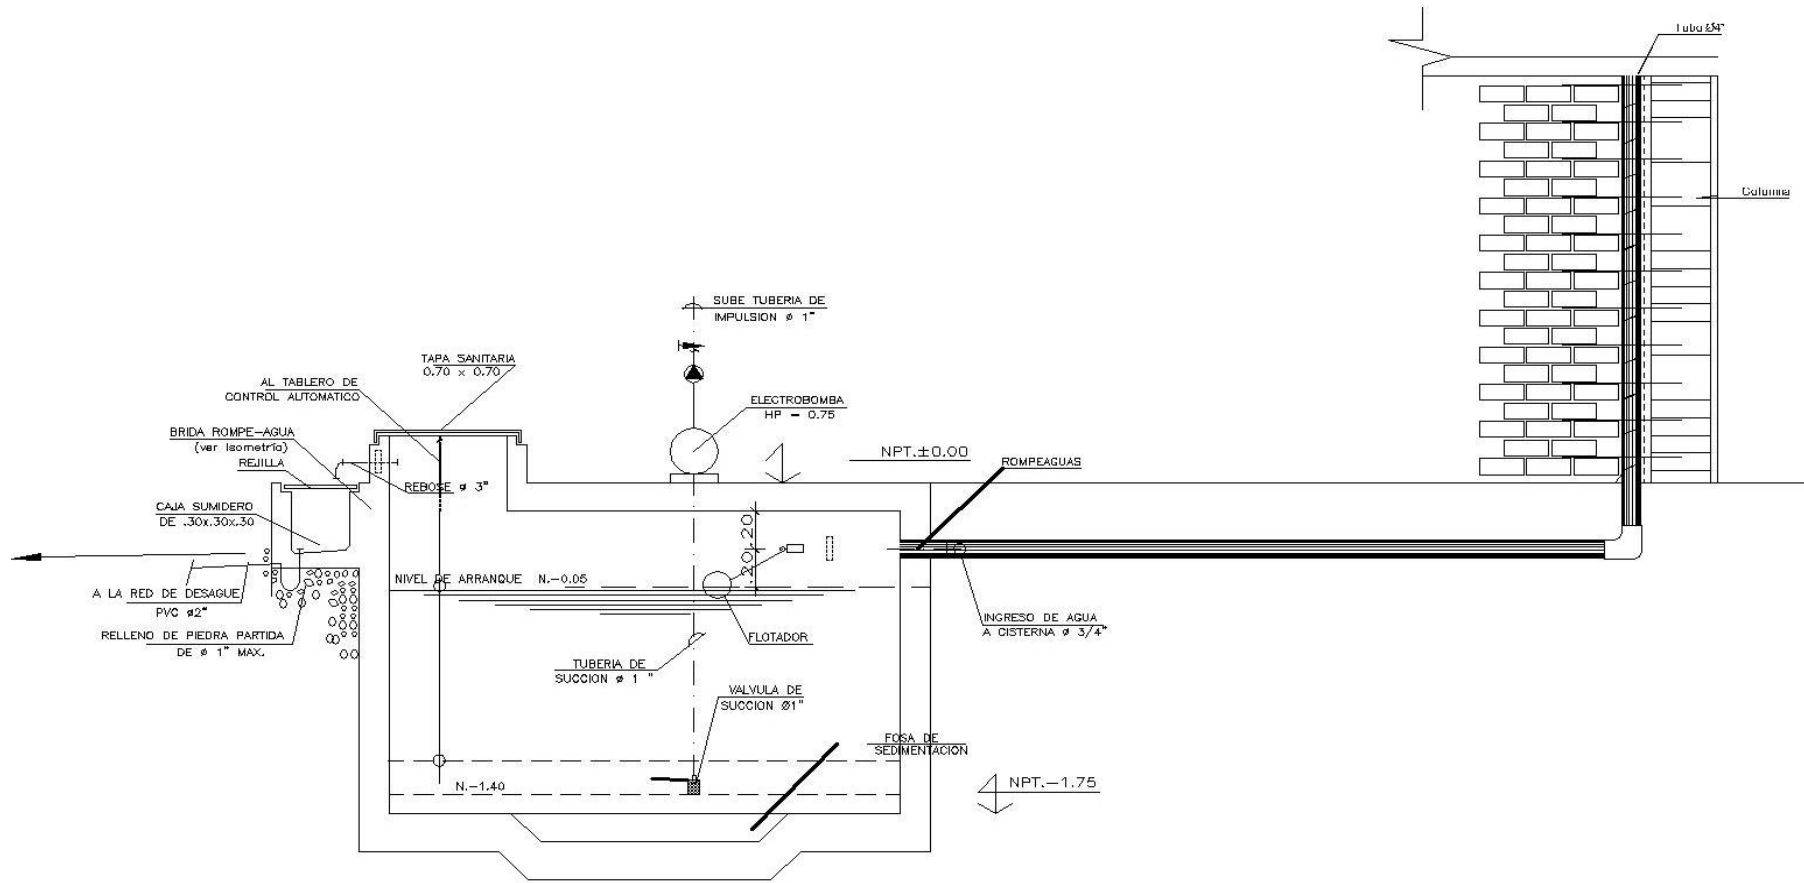 Tubo Ø4"
Columna
SUBE TUBERIA DE
IMPULSION ø 1"
TAPA SANITARIA
0.70 x 0.70
AL TABLERO DE
CONTROL AUTOMATICO
ELECTROBOMBA
HP - 0.75
BRIDA ROMPE-AGUA
(ver Isometría)
REJILLA
NPT.±0.00
ROMPEAGUAS
REBOSE ø 3"
CAJA SUMIDERO
DE .30x.30x.30
.20
.20
NIVEL DE ARRANQUE N.-0.05
A LA RED DE DESAGUE
PVC ø2"
INGRESO DE AGUA
A CISTERNA ø 3/4"
RELLENO DE PIEDRA PARTIDA
DE ø 1" MAX.
FLOTADOR
TUBERIA DE
SUCCION ø 1 "
VALVULA DE
SUCCION Ø1"
FOSA DE
SEDIMENTACION
N.-1.40
NPT.-1.75